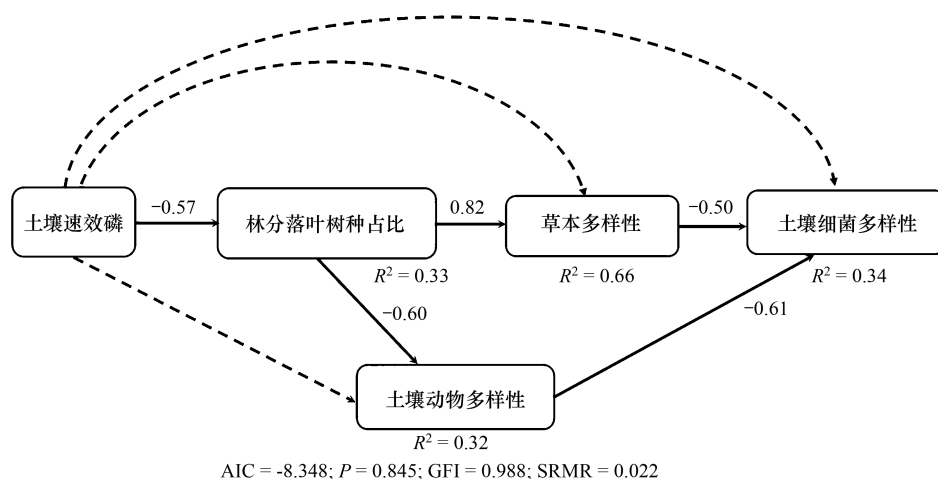 −0.57
0.82
−0.50
土壤速效磷
林分落叶树种占比
草本多样性
土壤细菌多样性
R² = 0.33
R² = 0.66
R² = 0.34
−0.60
−0.61
土壤动物多样性
R² = 0.32
AIC = -8.348; P = 0.845; GFI = 0.988; SRMR = 0.022